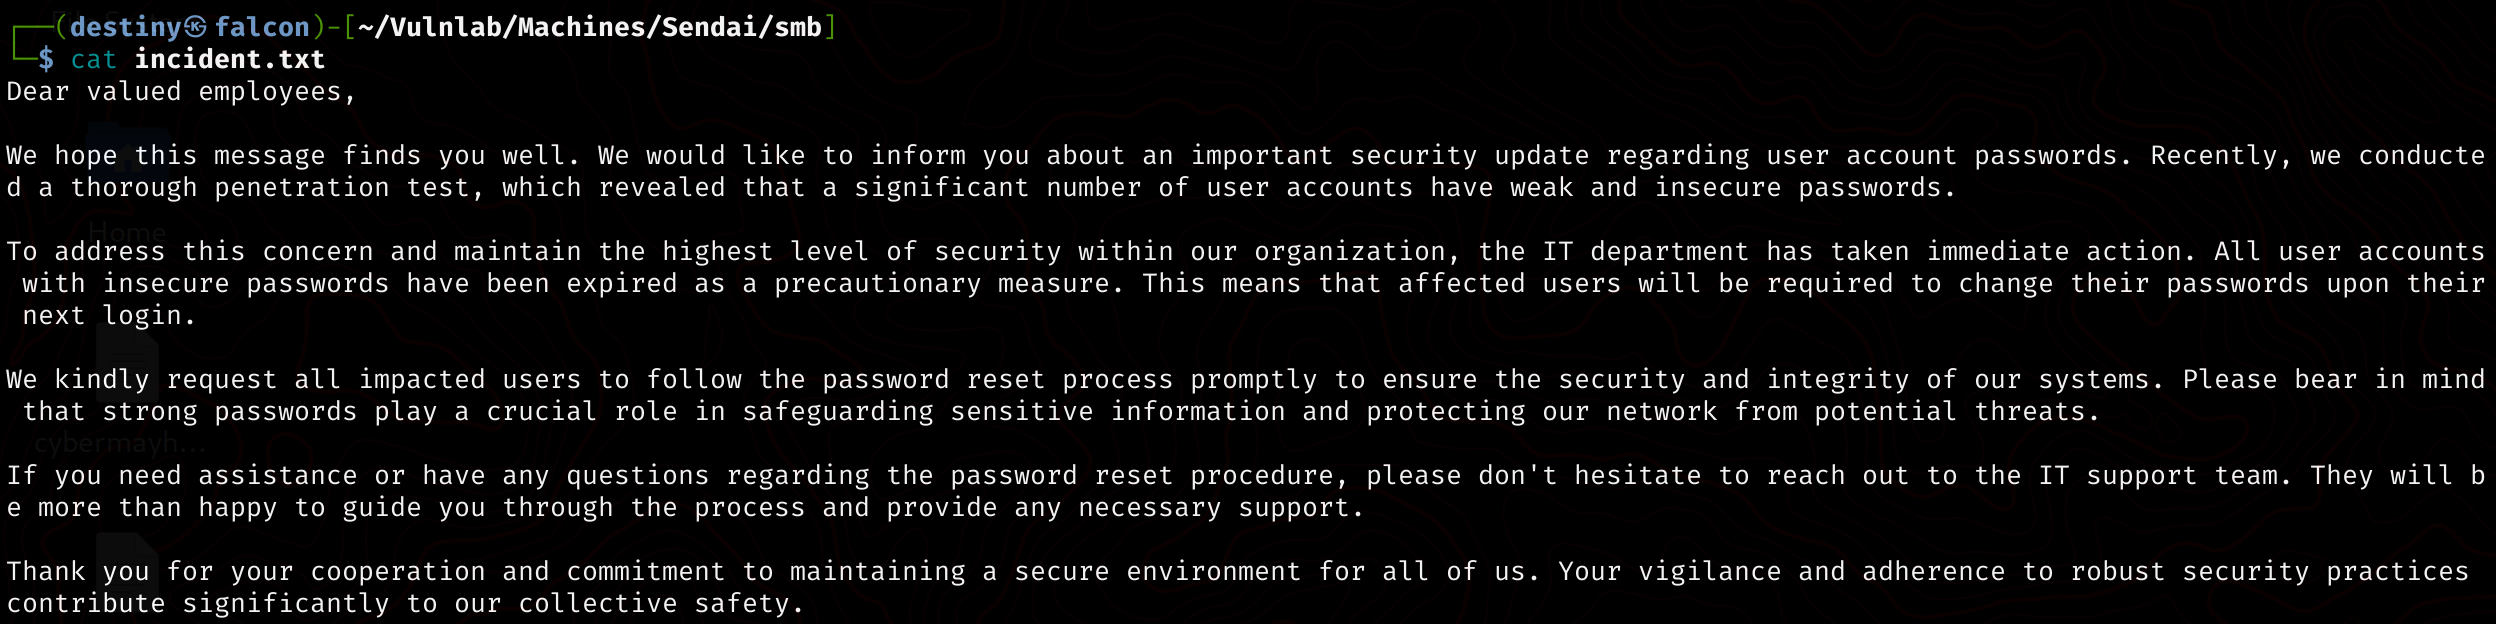 (destiny㉿falcon)-[~/Vulnlab/Machines/Sendai/smb]
$ cat incident.txt
Dear valued employees,
We hope this message finds you well. We would like to inform you about an important security update regarding user account passwords. Recently, we conducte
d a thorough penetration test, which revealed that a significant number of user accounts have weak and insecure passwords.
To address this concern and maintain the highest level of security within our organization, the IT department has taken immediate action. All user accounts
with insecure passwords have been expired as a precautionary measure. This means that affected users will be required to change their passwords upon their
next login.
We kindly request all impacted users to follow the password reset process promptly to ensure the security and integrity of our systems. Please bear in mind
that strong passwords play a crucial role in safeguarding sensitive information and protecting our network from potential threats.
If you need assistance or have any questions regarding the password reset procedure, please don't hesitate to reach out to the IT support team. They will b
e more than happy to guide you through the process and provide any necessary support.
Thank you for your cooperation and commitment to maintaining a secure environment for all of us. Your vigilance and adherence to robust security practices
contribute significantly to our collective safety.
Home
cybermayh...